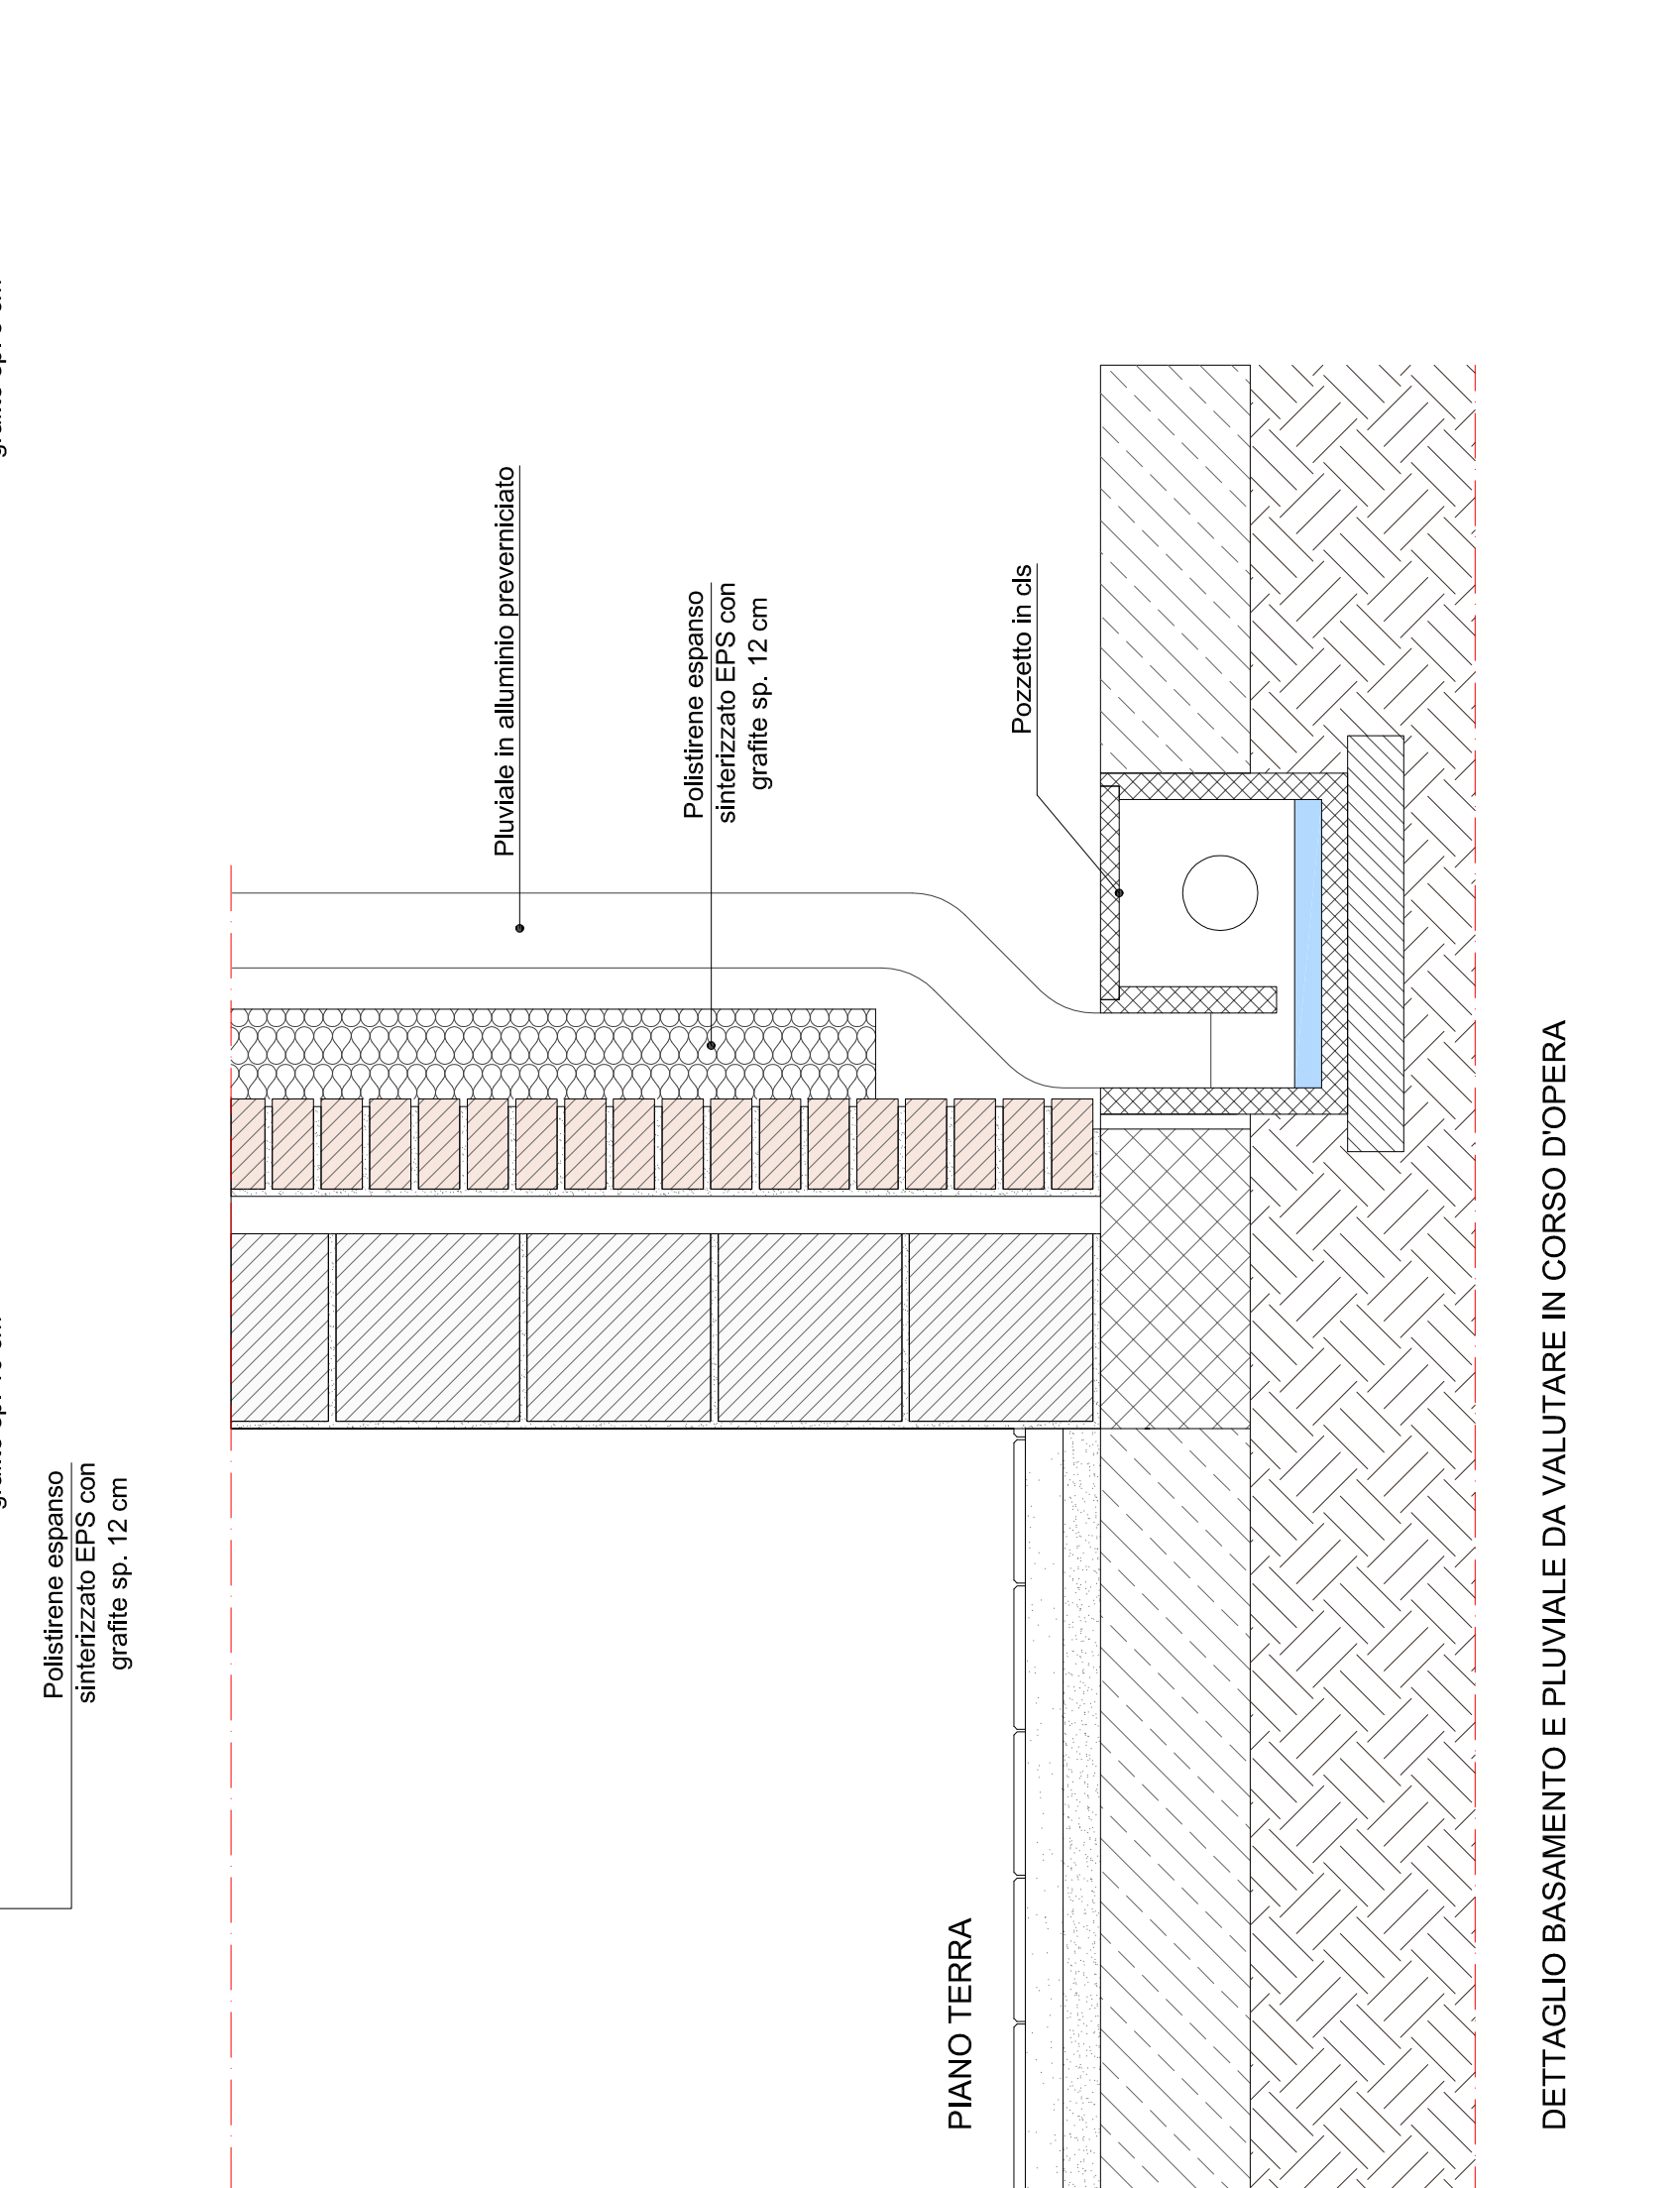 Pluviale in alluminio preverniciato
Polistirene espanso
sinterizzato EPS con
grafite sp. 12 cm
Pozzetto in cls
Polistirene espanso
sinterizzato EPS con
grafite sp. 12 cm
PIANO TERRA
DETTAGLIO BASAMENTO E PLUVIALE DA VALUTARE IN CORSO D'OPERA